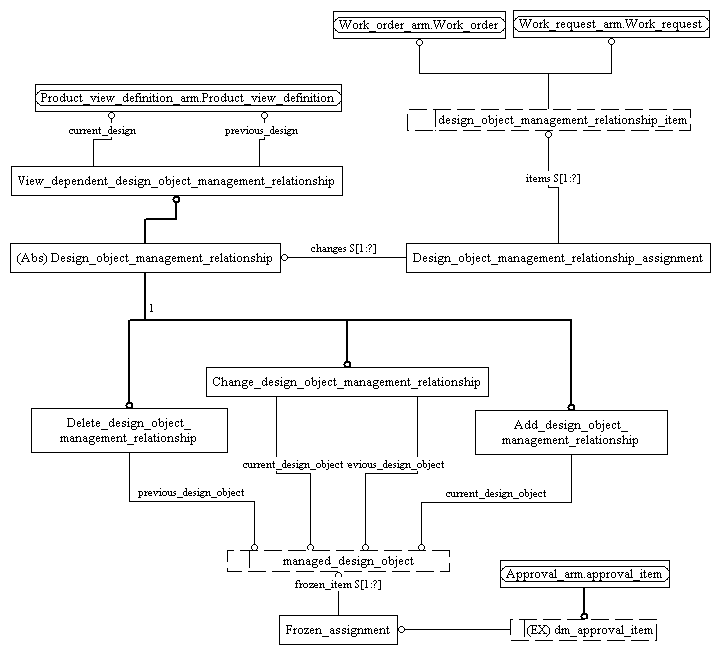 Work_order_arm.Work_order
Work_request_arm.Work_request
Product_view_definition_arm.Product_view_definition
design_object_management_relationship_item
current_design
previous_design
View_dependent_design_object_management_relationship
items S[1:?]
(Abs) Design_object_management_relationship
changes S[1:?]
Design_object_management_relationship_assignment
1
Change_design_object_management_relationship
Delete_design_object_
management_relationship
Add_design_object_
management_relationship
current_design_object
evious_design_object
previous_design_object
current_design_object
managed_design_object
frozen_item S[1:?]
Approval_arm.approval_item
Frozen_assignment
(EX) dm_approval_item